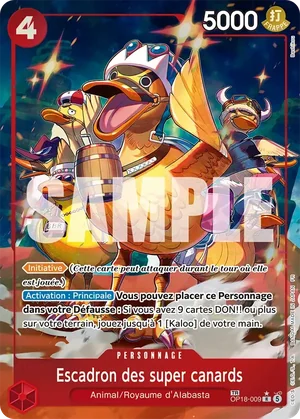 4
5000
打
FRAPPE
SAMPLE
Initiative (Cette carte peut attaquer durant le tour où elle
est jouée.)
Activation : Principale Vous pouvez placer ce Personnage
dans votre Défausse : Si vous avez 9 cartes DON!! ou plus
sur votre terrain, jouez jusqu'à 1 [Kaloo] de votre main.
PERSONNAGE
Escadron des super canards
Animal/Royaume d'Alabasta
OP18-009 R